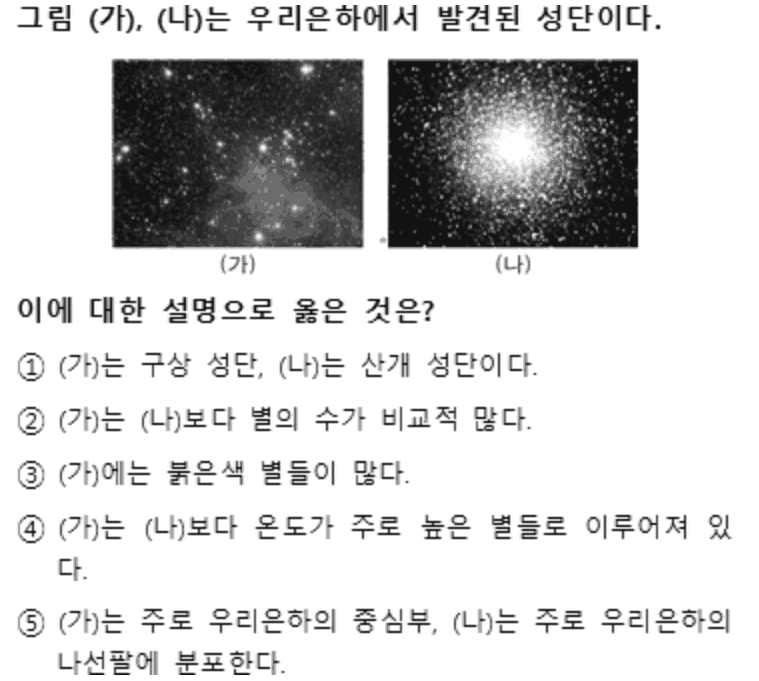 그림 (가), (나)는 우리은하에서 발견된 성단이다.
(가) (나)
이에 대한 설명으로 옳은 것은?
① (가)는 구상 성단, (나)는 산개 성단이다.
② (가)는 (나)보다 별의 수가 비교적 많다.
③ (가)에는 붉은색 별들이 많다.
④ (가)는 (나)보다 온도가 주로 높은 별들로 이루어져 있
다.
⑤ (가)는 주로 우리은하의 중심부, (나)는 주로 우리은하의
나선팔에 분포한다.